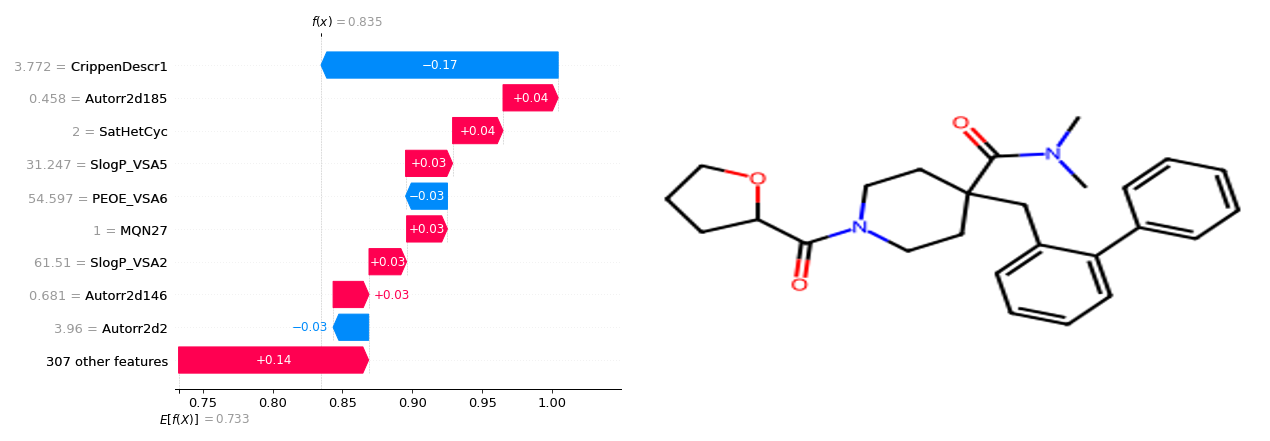 f(x) = 0.835
3.772 = CrippenDescr1 −0.17
0.458 = Autorr2d185 +0.04
2 = SatHetCyc +0.04
31.247 = SlogP_VSA5 +0.03
54.597 = PEOE_VSA6 −0.03
1 = MQN27 +0.03
61.51 = SlogP_VSA2 +0.03
0.681 = Autorr2d146 +0.03
3.96 = Autorr2d2 −0.03
307 other features +0.14
0.75 0.80 0.85 0.90 0.95 1.00
E[f(X)] = 0.733
O
N
O
N
O